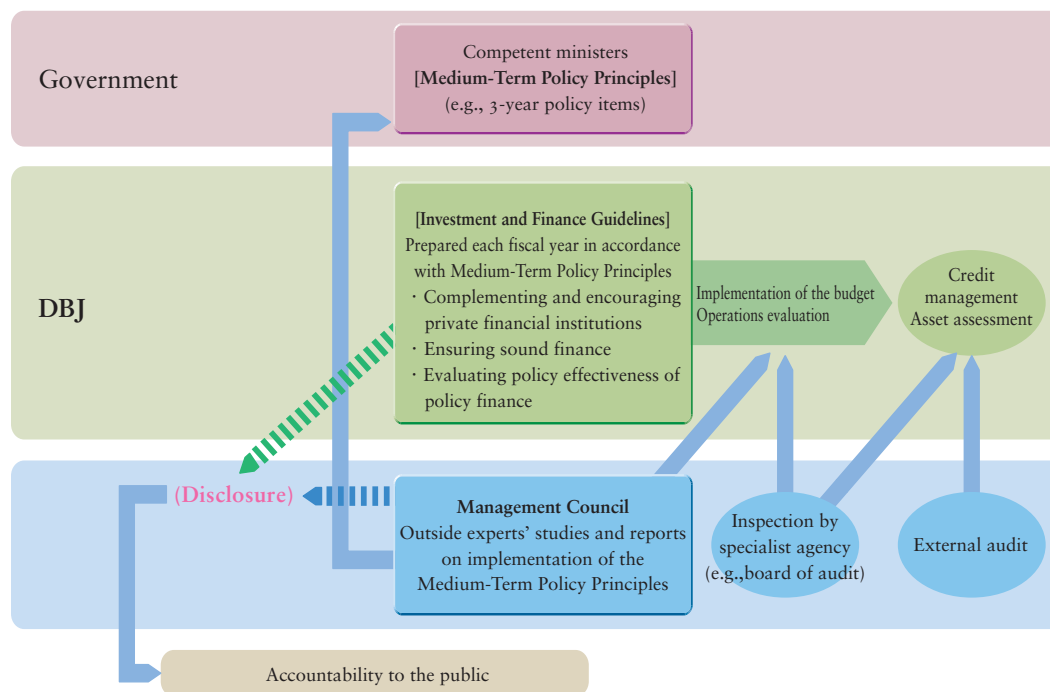 Government
Competent ministers
[Medium-Term Policy Principles]
(e.g., 3-year policy items)
DBJ
[Investment and Finance Guidelines]
Prepared each fiscal year in accordance
with Medium-Term Policy Principles
· Complementing and encouraging
private financial institutions
· Ensuring sound finance
· Evaluating policy effectiveness of
policy finance
Implementation of the budget
Operations evaluation
Credit
management
Asset assessment
(Disclosure)
Management Council
Outside experts' studies and reports
on implementation of the
Medium-Term Policy Principles
Inspection by
specialist agency
(e.g.,board of audit)
External audit
Accountability to the public